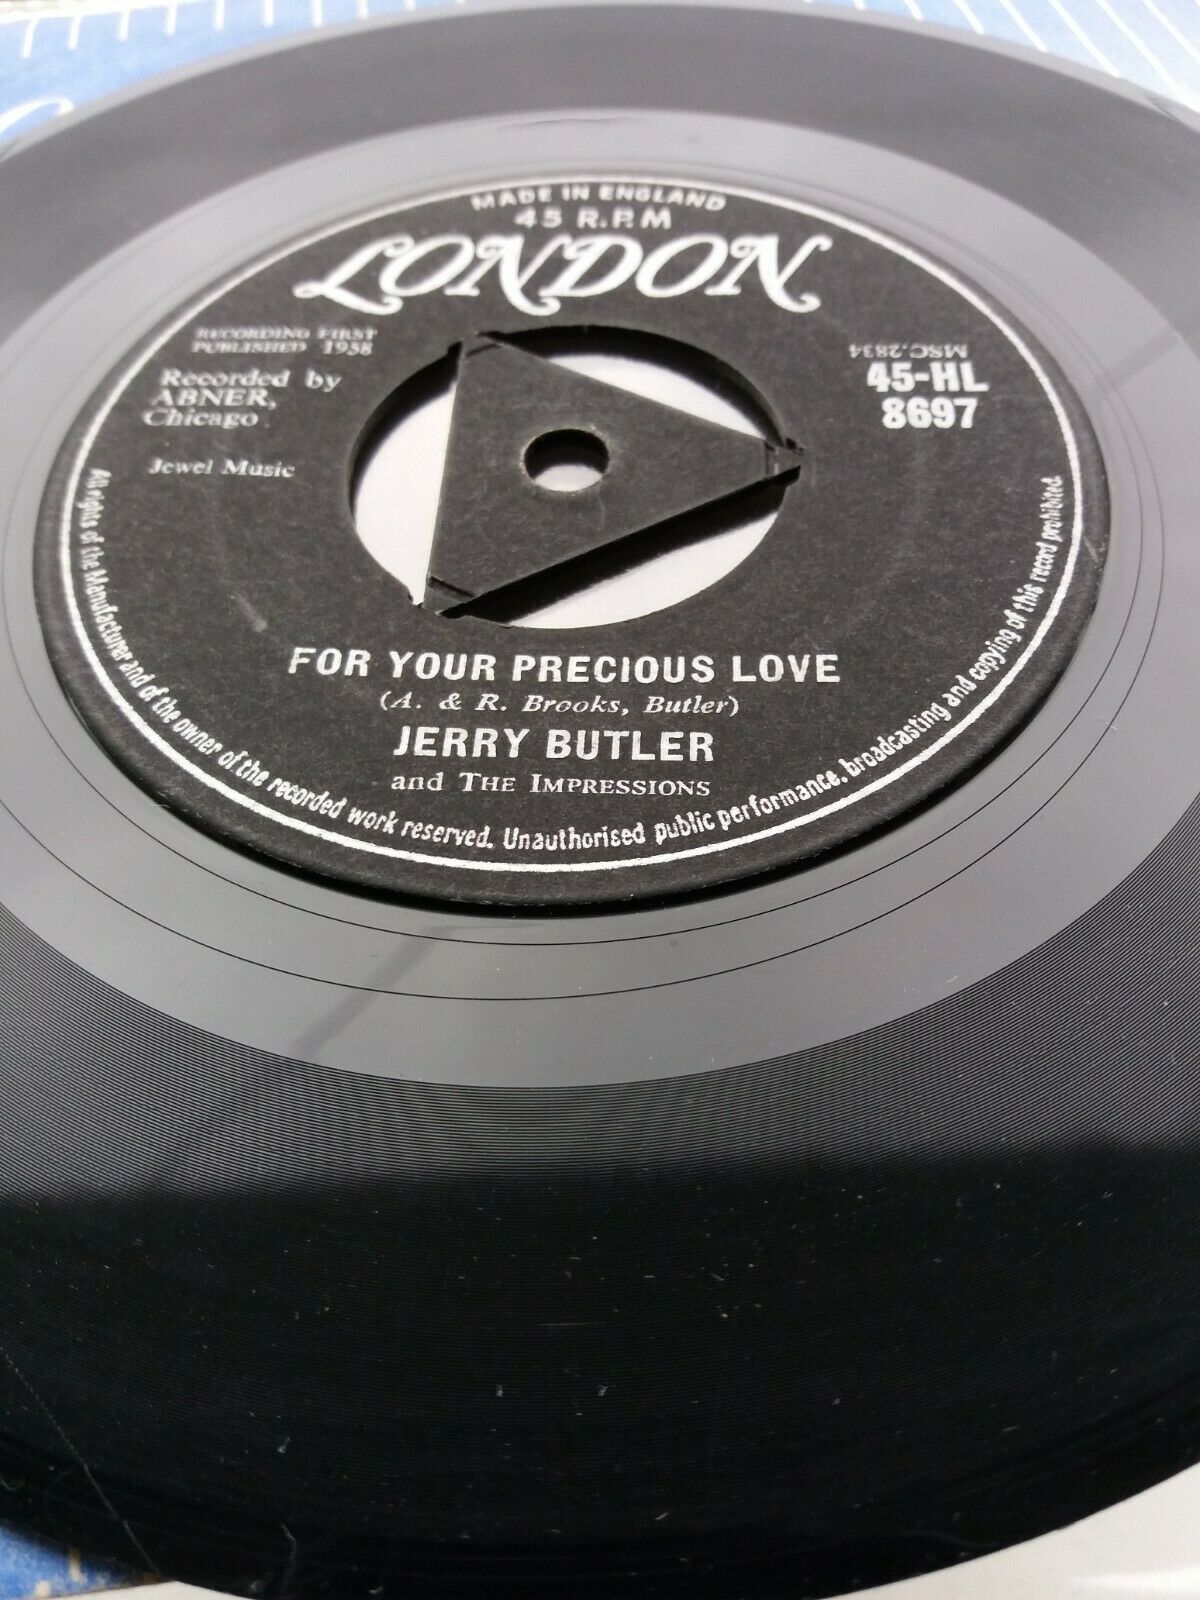 MADE IN ENGLAND
45 R.P.M
LONDON
RECORDING FIRST
PUBLISHED 1958
Recorded by
ABNER,
Chicago
Jewel Music
MSC.2834
45-HL
8697
FOR YOUR PRECIOUS LOVE
(A. & R. Brooks, Butler)
JERRY BUTLER
and THE IMPRESSIONS
All rights of the Manufacturer and of the owner of the recorded work reserved. Unauthorised public performance, broadcasting and copying of this record prohibited.